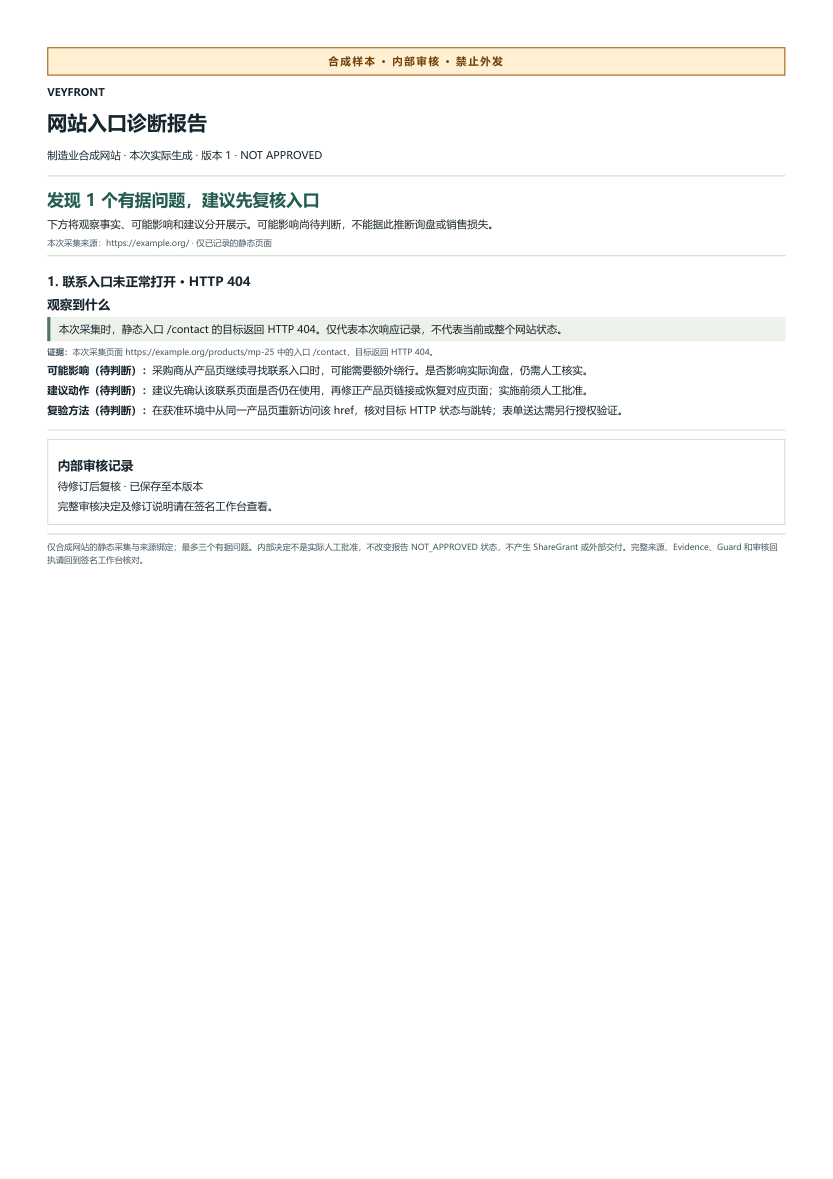 合成样本 • 内部审核 • 禁止外发
VEYFRONT
网站入口诊断报告
制造业合成网站 · 本次实际生成 · 版本 1 · NOT APPROVED
发现 1 个有据问题，建议先复核入口
下方将观察事实、可能影响和建议分开展示。可能影响尚待判断，不能据此推断询盘或销售损失。
本次采集来源：https://example.org/ · 仅已记录的静态页面
1. 联系入口未正常打开 • HTTP 404
观察到什么
本次采集时，静态入口 /contact 的目标返回 HTTP 404。仅代表本次响应记录，不代表当前或整个网站状态。
证据：本次采集页面 https://example.org/products/mp-25 中的入口 /contact，目标返回 HTTP 404。
可能影响（待判断）：采购商从产品页继续寻找联系入口时，可能需要额外绕行。是否影响实际询盘，仍需人工核实。
建议动作（待判断）：建议先确认该联系页面是否仍在使用，再修正产品页链接或恢复对应页面；实施前须人工批准。
复验方法（待判断）：在获准环境中从同一产品页重新访问该 href，核对目标 HTTP 状态与跳转；表单送达需另行授权验证。
内部审核记录
待修订后复核 · 已保存至本版本
完整审核决定及修订说明请在签名工作台查看。
仅合成网站的静态采集与来源绑定；最多三个有据问题。内部决定不是实际人工批准，不改变报告 NOT_APPROVED 状态，不产生 ShareGrant 或外部交付。完整来源、Evidence、Guard 和审核回
执请回到签名工作台核对。